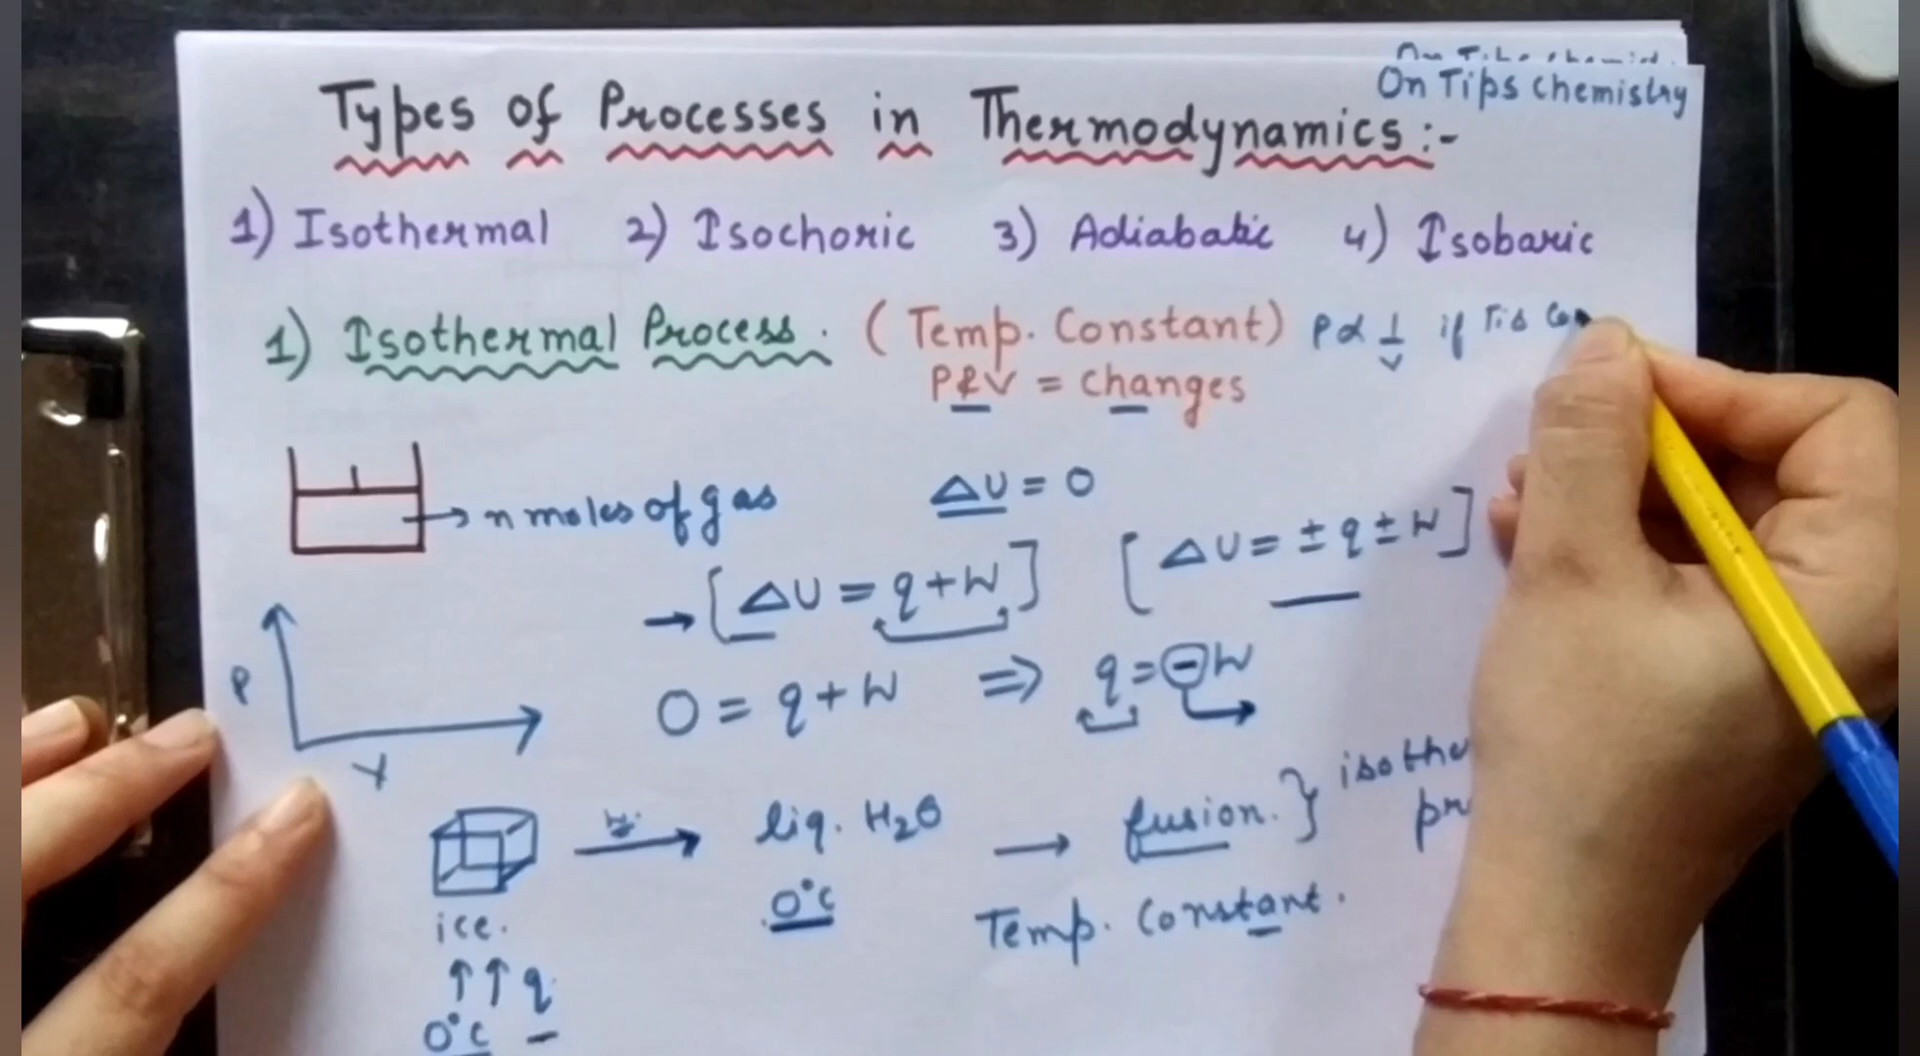 On Tips Chemistry
Types of Processes in Thermodynamics:-
1) Isothermal 2) Isochoric 3) Adiabatic 4) Isobaric
1) Isothermal Process. (Temp. Constant) P∝ 1/V if T is Con
P&V = Changes
→ n moles of gas
ΔU = 0
→ [ΔU = q+W] [ΔU = ± q ± W]
P
0 = q + W ⇒ q = -W
V
isothe
liq. H₂O → fusion. } pr
ice.
0°C
Temp. Constant.
↑↑ q
0°C